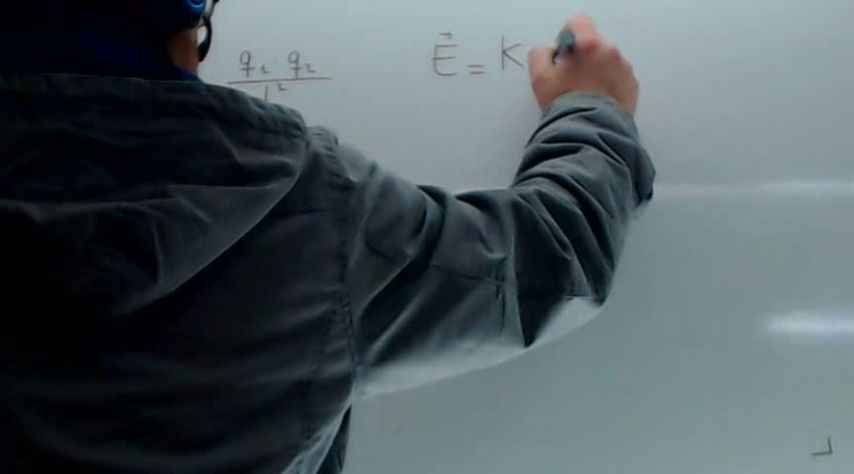 q₁ q₂
E⃗ = K